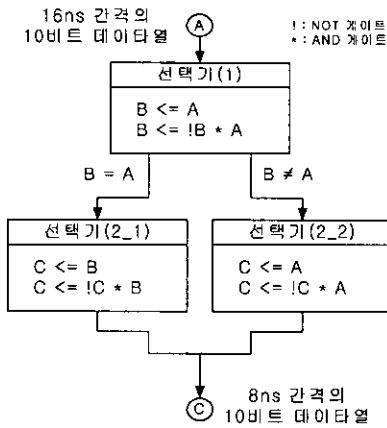 16ns 간격의
10비트 데이타열
A
! : NOT 게이트
* : AND 게이트
선택기(1)
B <= A
B <= !B * A
B = A
B ≠ A
선택기(2_1)
선택기(2_2)
C <= B
C <= !C * B
C <= A
C <= !C * A
C
8ns 간격의
10비트 데이타열